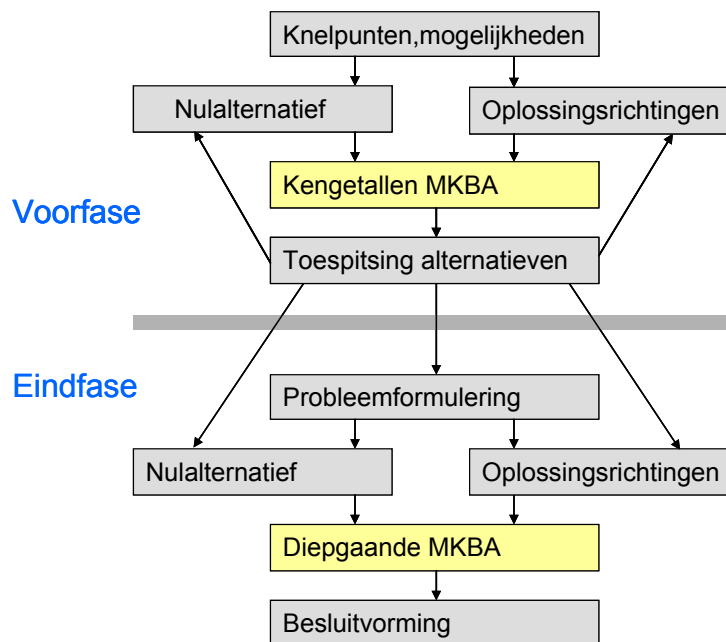 Knelpunten,mogelijkheden
Nulalternatief
Oplossingsrichtingen
Kengetallen MKBA
Voorfase
Toespitsing alternatieven
Eindfase
Probleemformulering
Nulalternatief
Oplossingsrichtingen
Diepgaande MKBA
Besluitvorming